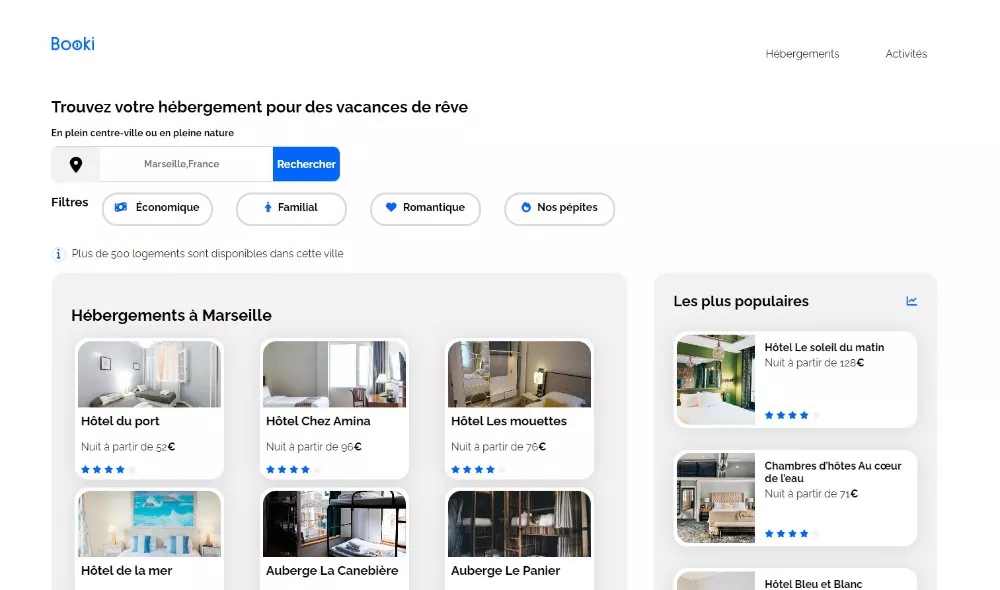 Booki
Hébergements
Activités
Trouvez votre hébergement pour des vacances de rêve
En plein centre-ville ou en pleine nature
Marseille,France
Rechercher
Filtres
Économique
Familial
Romantique
Nos pépites
Plus de 500 logements sont disponibles dans cette ville
Hébergements à Marseille
Hôtel du port
Nuit à partir de 52€
Hôtel Chez Amina
Nuit à partir de 96€
Hôtel Les mouettes
Nuit à partir de 76€
Hôtel de la mer
Auberge La Canebière
Auberge Le Panier
Les plus populaires
Hôtel Le soleil du matin
Nuit à partir de 128€
Chambres d'hôtes Au cœur
de l'eau
Nuit à partir de 71€
Hôtel Bleu et Blanc